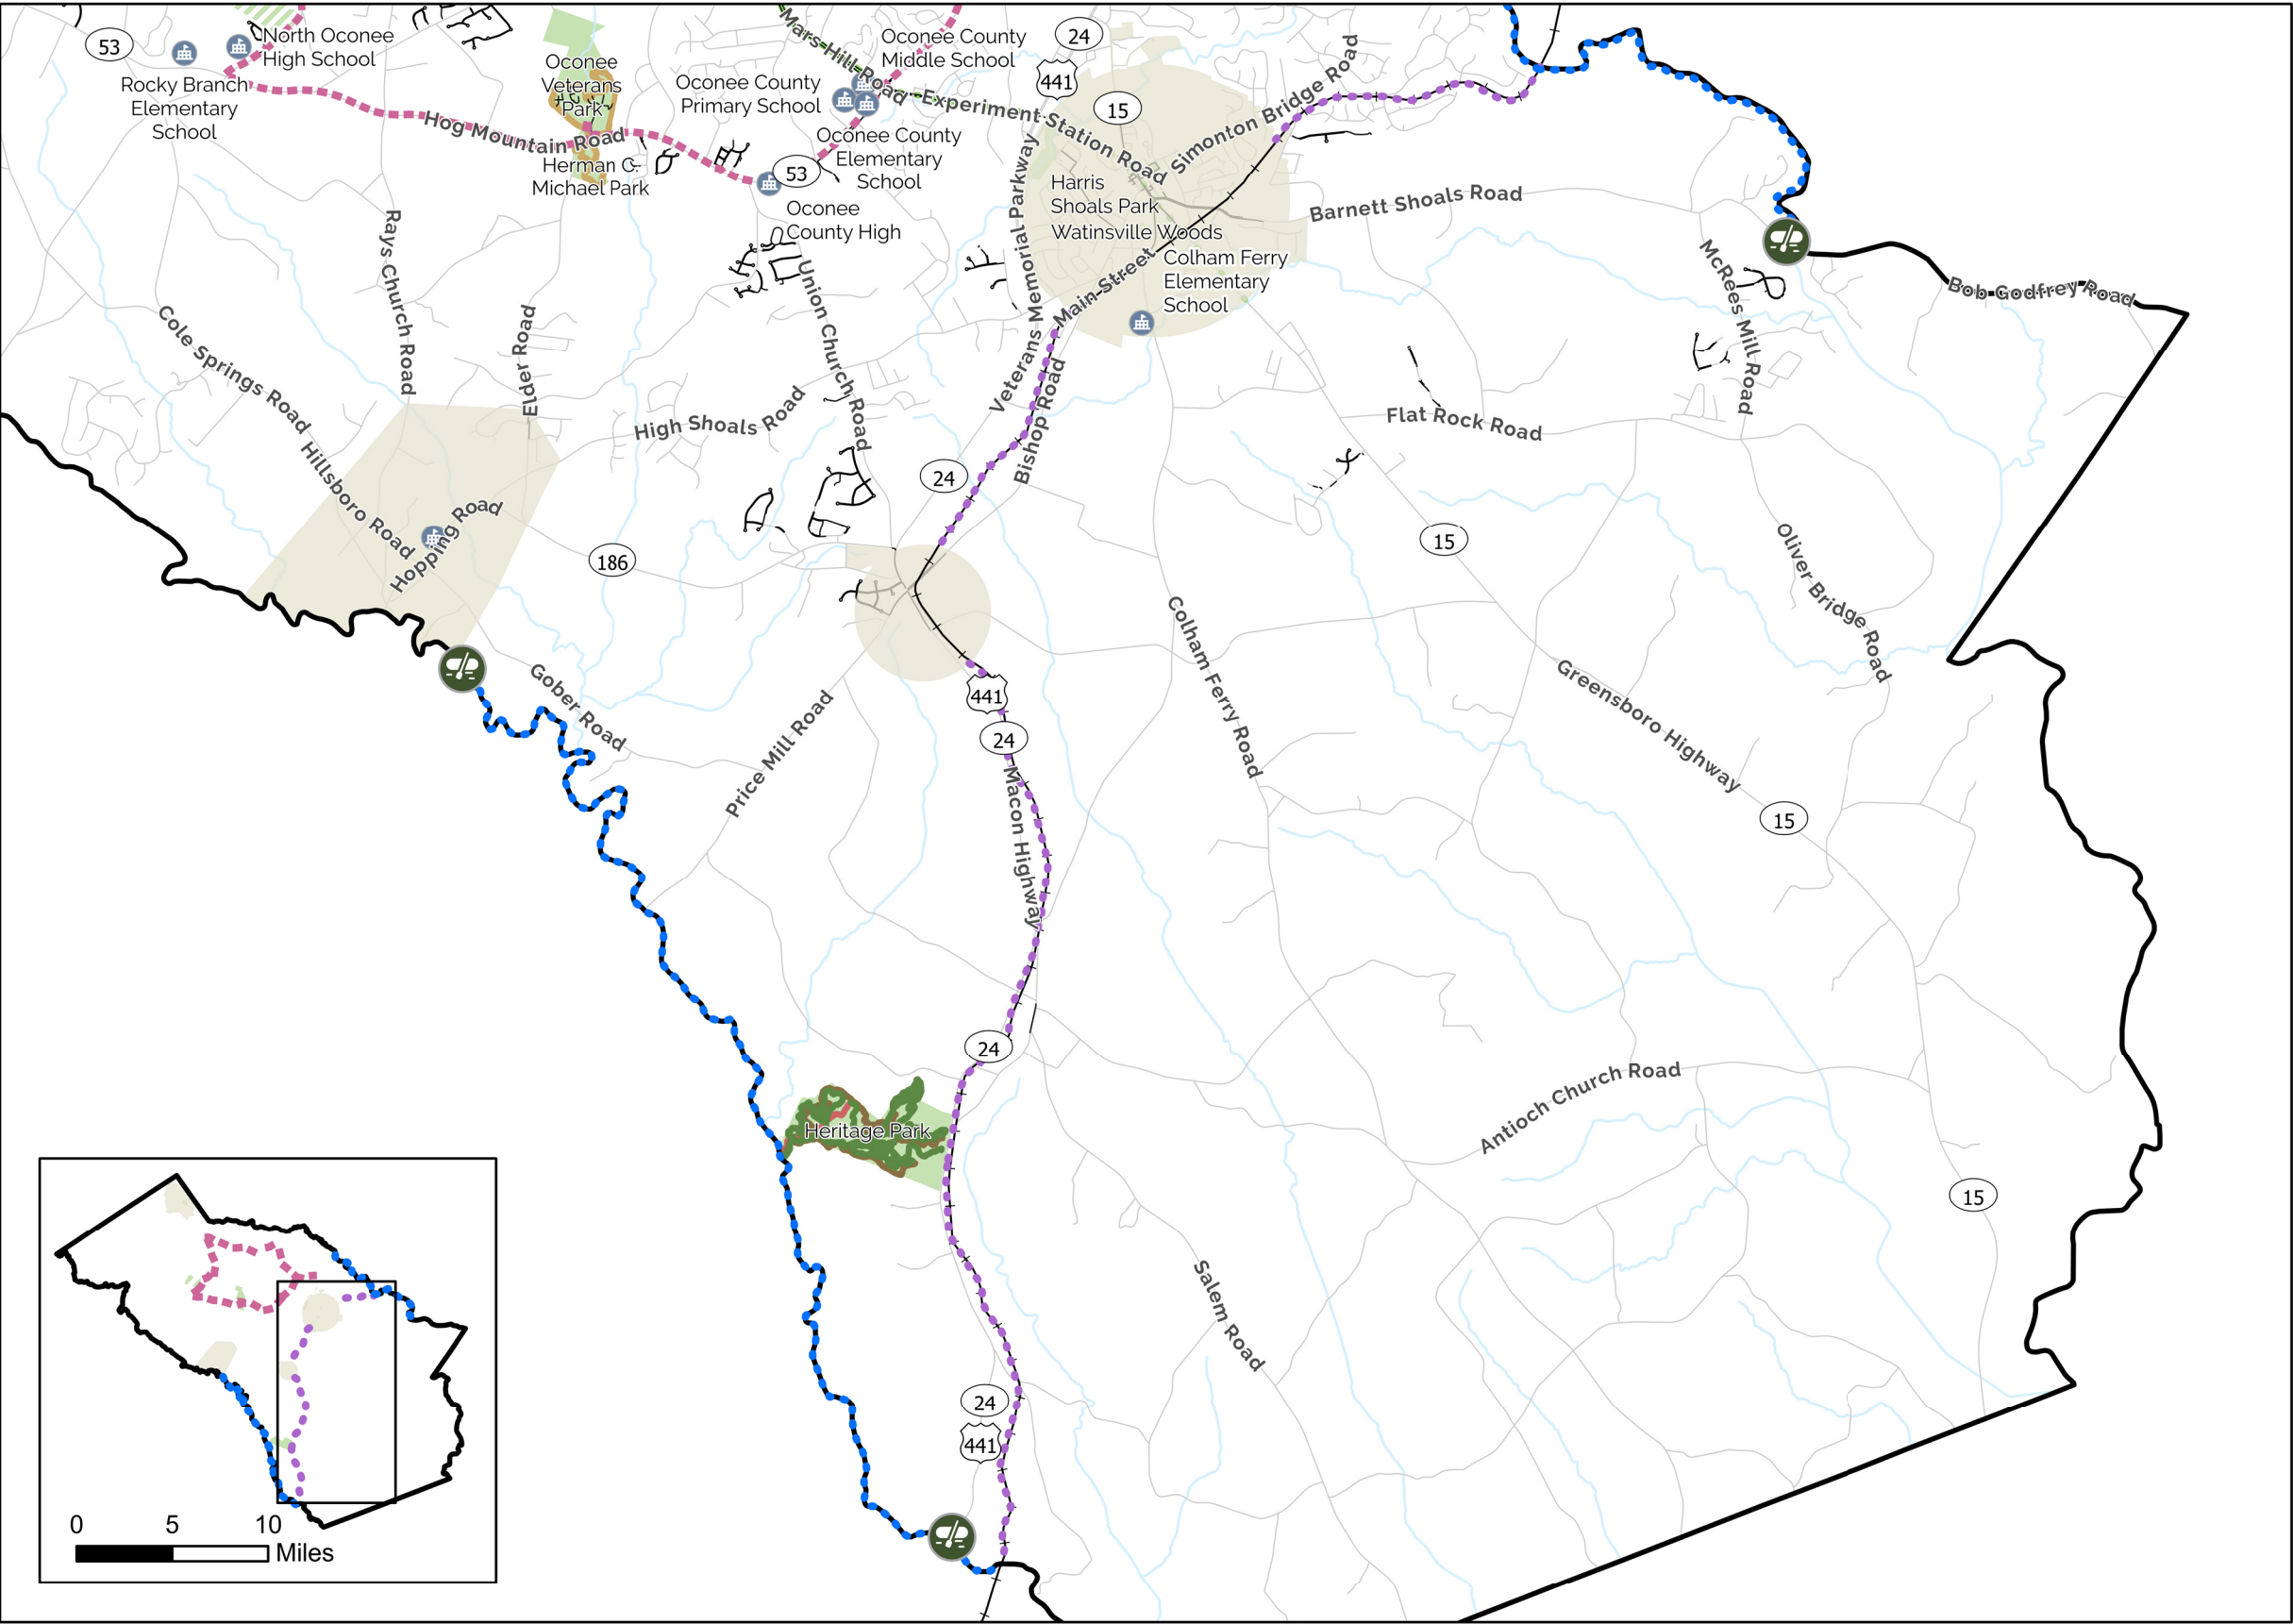 53
North Oconee
High School
Rocky Branch
Elementary
School
Oconee
Veterans
Park
Hog Mountain Road
Herman C.
Michael Park
Mars Hill Road
Oconee County
Middle School
Oconee County
Primary School
Oconee County
Elementary
School
53
Oconee
County High
24
441
15
Experiment Station Road
Simonton Bridge Road
Harris
Shoals Park
Watinsville Woods
Colham Ferry
Elementary
School
Barnett Shoals Road
Main Street
Veterans Memorial Parkway
McRees Mill Road
Bob Godfrey Road
Rays Church Road
Elder Road
Union Church Road
Cole Springs Road
Hillsboro Road
Hopping Road
High Shoals Road
Bishop Road
Flat Rock Road
24
186
15
Oliver Bridge Road
Gober Road
Price Mill Road
441
24
Macon Highway
Colham Ferry Road
Greensboro Highway
15
24
Heritage Park
Antioch Church Road
15
Salem Road
24
441
0
5
10
Miles